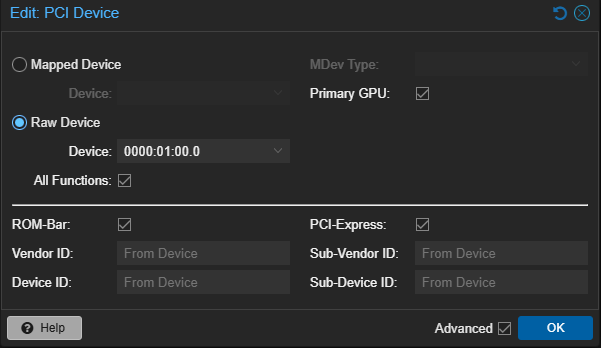 Edit: PCI Device
Mapped Device MDev Type:
Device: Primary GPU:
Raw Device
Device: 0000:01:00.0
All Functions:
ROM-Bar: PCI-Express:
Vendor ID: From Device Sub-Vendor ID: From Device
Device ID: From Device Sub-Device ID: From Device
? Help Advanced OK